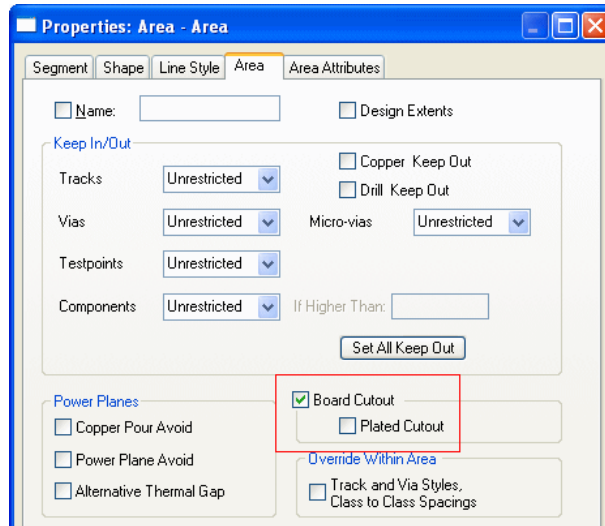 Properties: Area - Area
Segment Shape Line Style Area Area Attributes
Name: Design Extents
Keep In/Out
Copper Keep Out
Tracks Unrestricted
Drill Keep Out
Vias Unrestricted Micro-vias Unrestricted
Testpoints Unrestricted
Components Unrestricted If Higher Than:
Set All Keep Out
Power Planes Board Cutout
Copper Pour Avoid Plated Cutout
Power Plane Avoid Override Within Area
Alternative Thermal Gap Track and Via Styles,
Class to Class Spacings